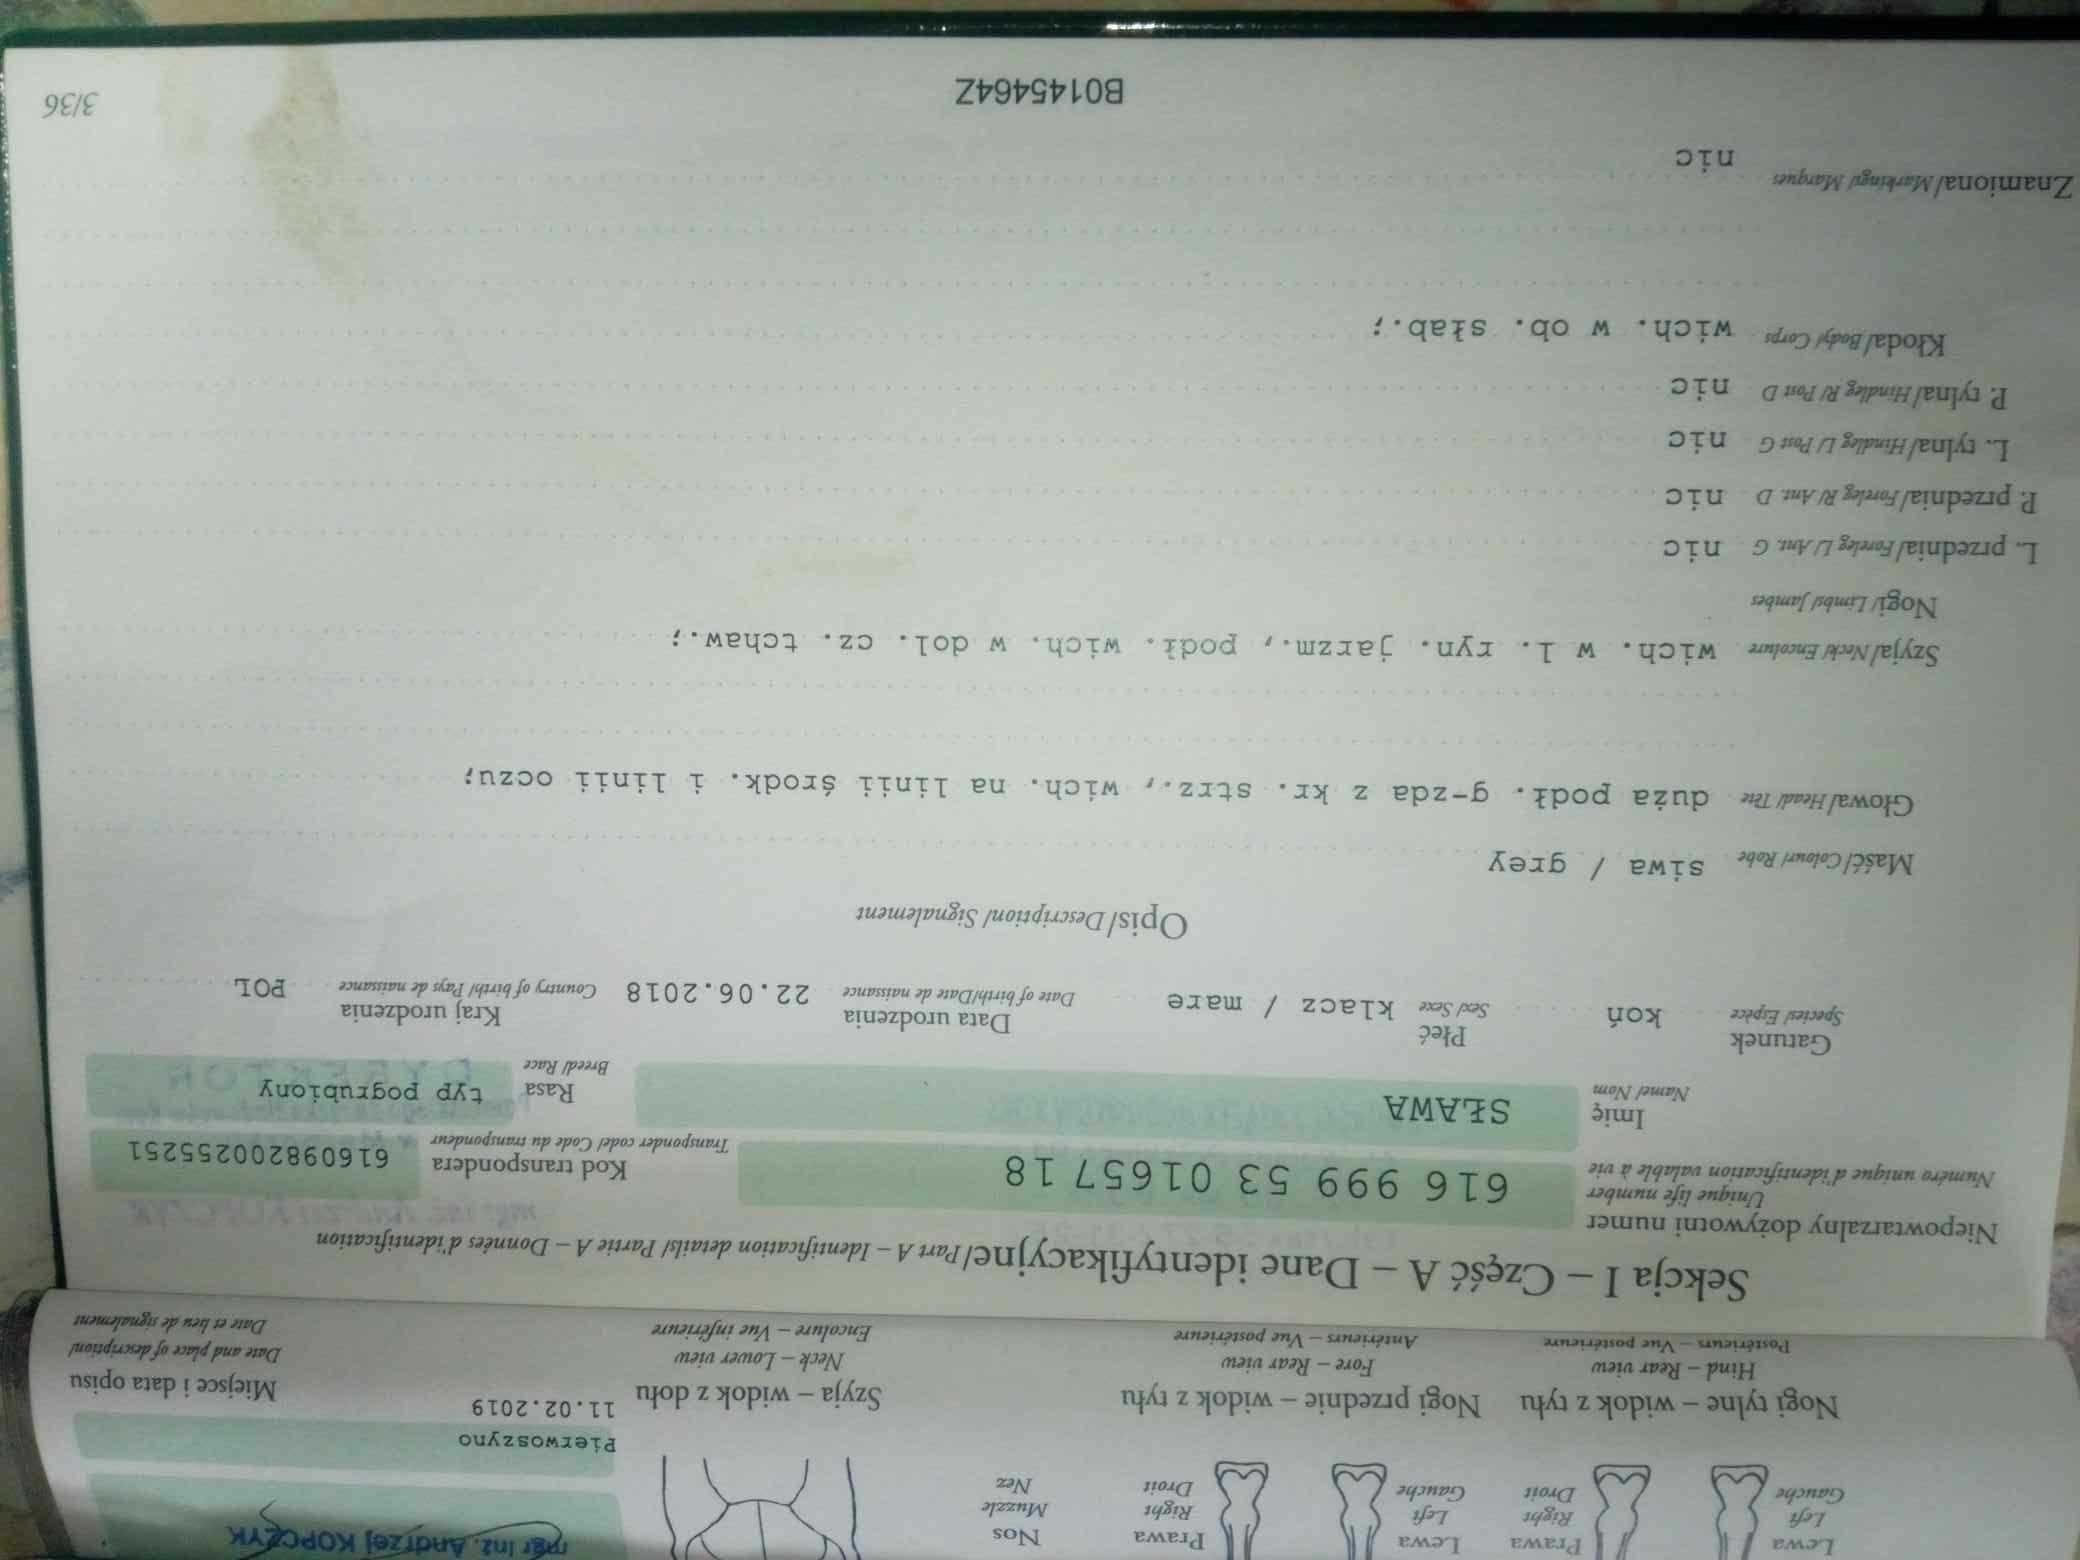 Lewa Prawa Lewa Prawa Nos
Left Right Left Right Muzzle
Gauche Droit Gauche Droit Nez
mgr inż. Andrzej KOPCZYK
Pierwoszyno
11.02.2019
Nogi tylne – widok z tyłu Nogi przednie – widok z tyłu Szyja – widok z dołu Miejsce i data opisu
Hind – Rear view Fore – Rear view Neck – Lower view Date and place of description/
Postérieurs – Vue postérieure Antérieurs – Vue postérieure Encolure – Vue inférieure Date et lieu de signalement
Sekcja I – Część A – Dane identyfikacyjne/Part A – Identification details/ Partie A – Données d'identification
Niepowtarzalny dożywotni numer
Unique life number
Numéro unique d'identification valable à vie
616 999 53 01657 18
Kod transpondera 616098200255251
Transponder code/ Code du transpondeur
Imię SŁAWA
Name/ Nom
Rasa typ pogrubiony
Breed/ Race
Gatunek koń
Species/ Espèce
Płeć klacz / mare
Sex/ Sexe
Data urodzenia 22.06.2018
Date of birth/Date de naissance
Kraj urodzenia POL
Country of birth/ Pays de naissance
Opis/Description/ Signalement
Maść/Colour/ Robe siwa / grey
Głowa/Head/ Tête duża podł. g-zda z kr. strz., wich. na linii środk. i linii oczu;
Szyja/Neck/ Encolure wich. w l. ryn. jarzm., podł. wich. w dol. cz. tchaw.;
Nogi/ Limbs/ Jambes
L. przednia/Foreleg L/ Ant. G nic
P. przednia/Foreleg R/ Ant. D nic
L. tylna/Hindleg L/ Post G nic
P. tylna/Hindleg R/ Post D nic
Kłoda/Body/ Corps wich. w ob. słab.;
Znamiona/Markings/ Marques nic
B0145464Z
3/36